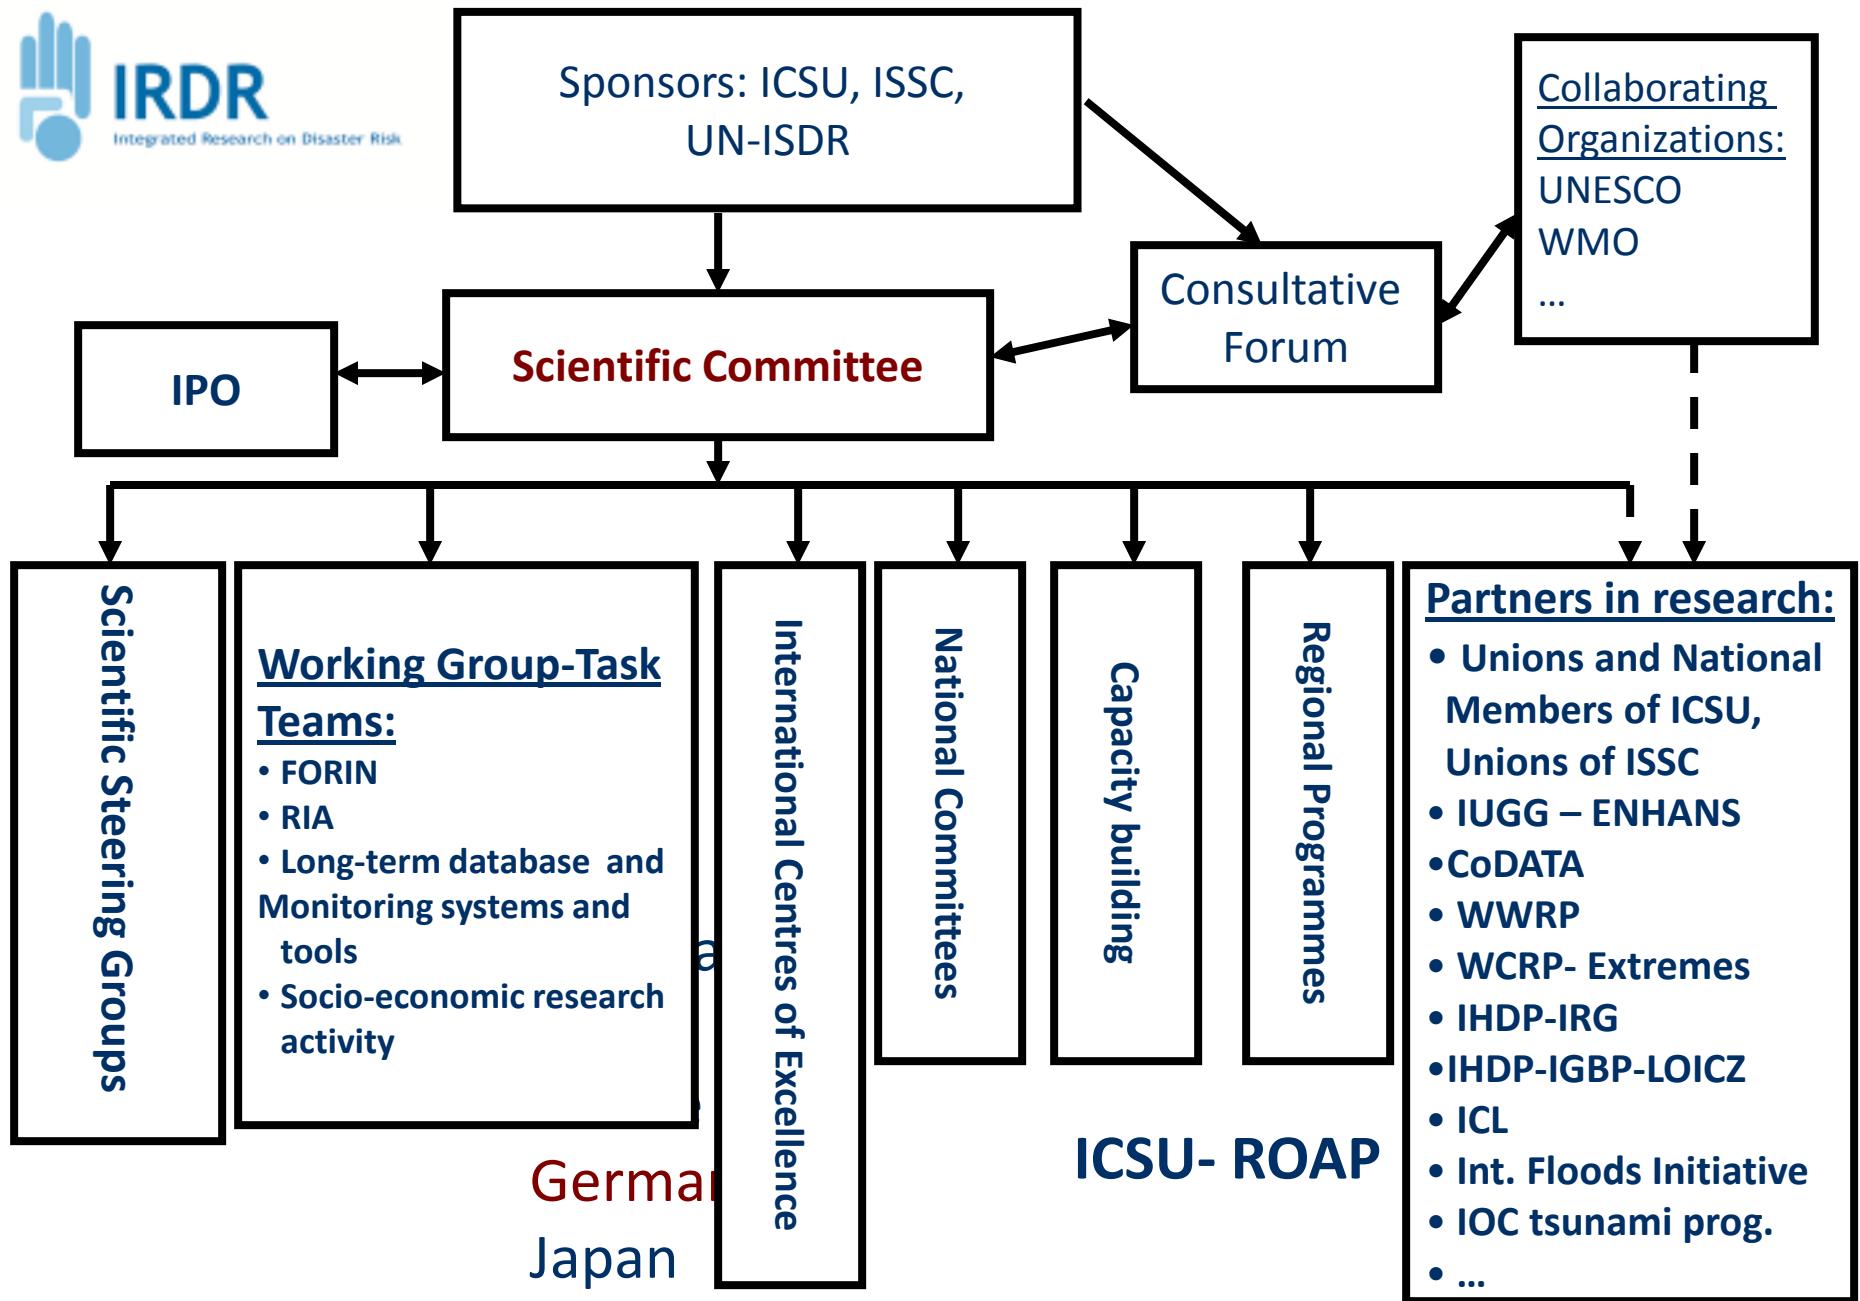 IRDR
Integrated Research on Disaster Risk
Sponsors: ICSU, ISSC,
UN-ISDR
Collaborating
Organizations:
UNESCO
WMO
...
Consultative
Forum
Scientific Committee
IPO
Scientific Steering Groups
Working Group-Task
Teams:
• FORIN
• RIA
• Long-term database and
Monitoring systems and
tools
• Socio-economic research
activity
International Centres of Excellence
National Committees
Capacity building
Regional Programmes
Partners in research:
• Unions and National
Members of ICSU,
Unions of ISSC
• IUGG – ENHANS
•CoDATA
• WWRP
• WCRP- Extremes
• IHDP-IRG
•IHDP-IGBP-LOICZ
• ICL
• Int. Floods Initiative
• IOC tsunami prog.
• ...
ICSU- ROAP
Japan